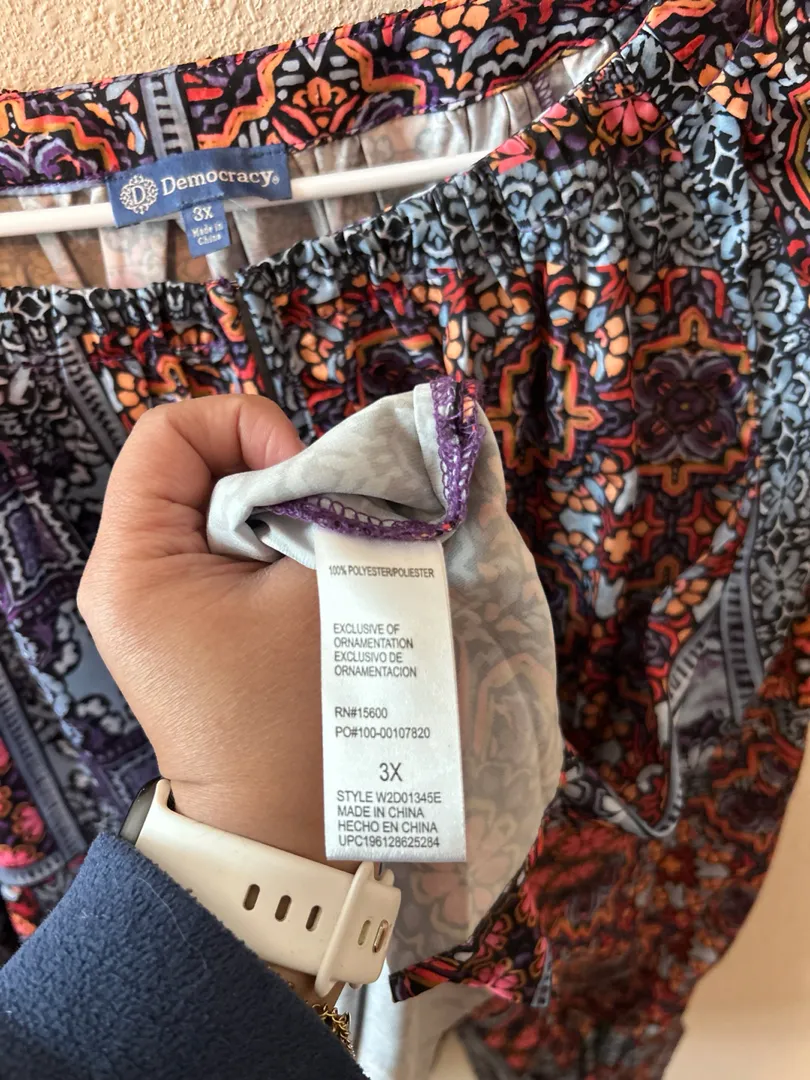 D Democracy®
3X
Made in
China
100% POLYESTER/POLIESTER
EXCLUSIVE OF
ORNAMENTATION
EXCLUSIVO DE
ORNAMENTACION
RN#15600
PO#100-00107820
3X
STYLE W2D01345E
MADE IN CHINA
HECHO EN CHINA
UPC196128625284